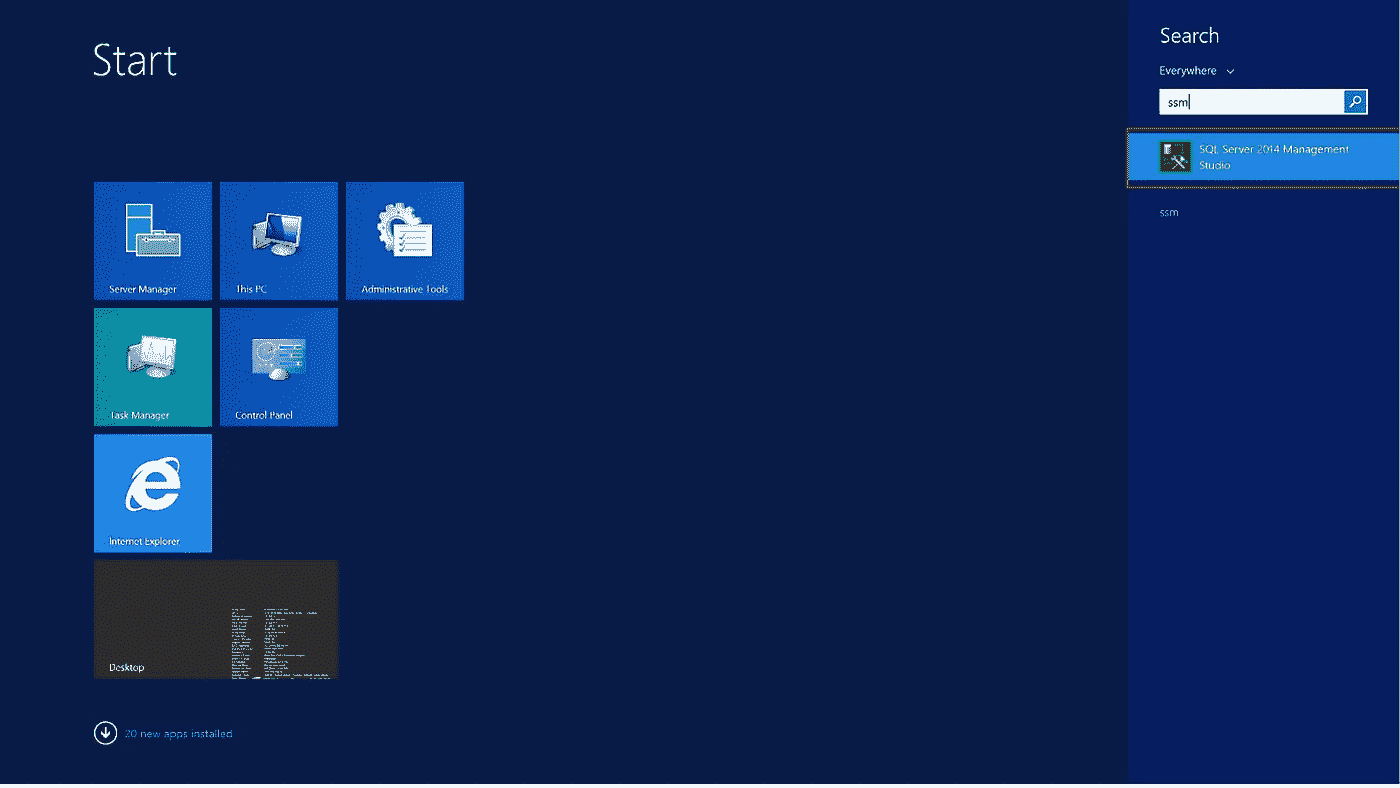 Start
Search
Everywhere
ssm
SQL Server 2014 Management
Studio
ssm
Server Manager
This PC
Administrative Tools
Task Manager
Control Panel
Internet Explorer
Desktop
20 new apps installed